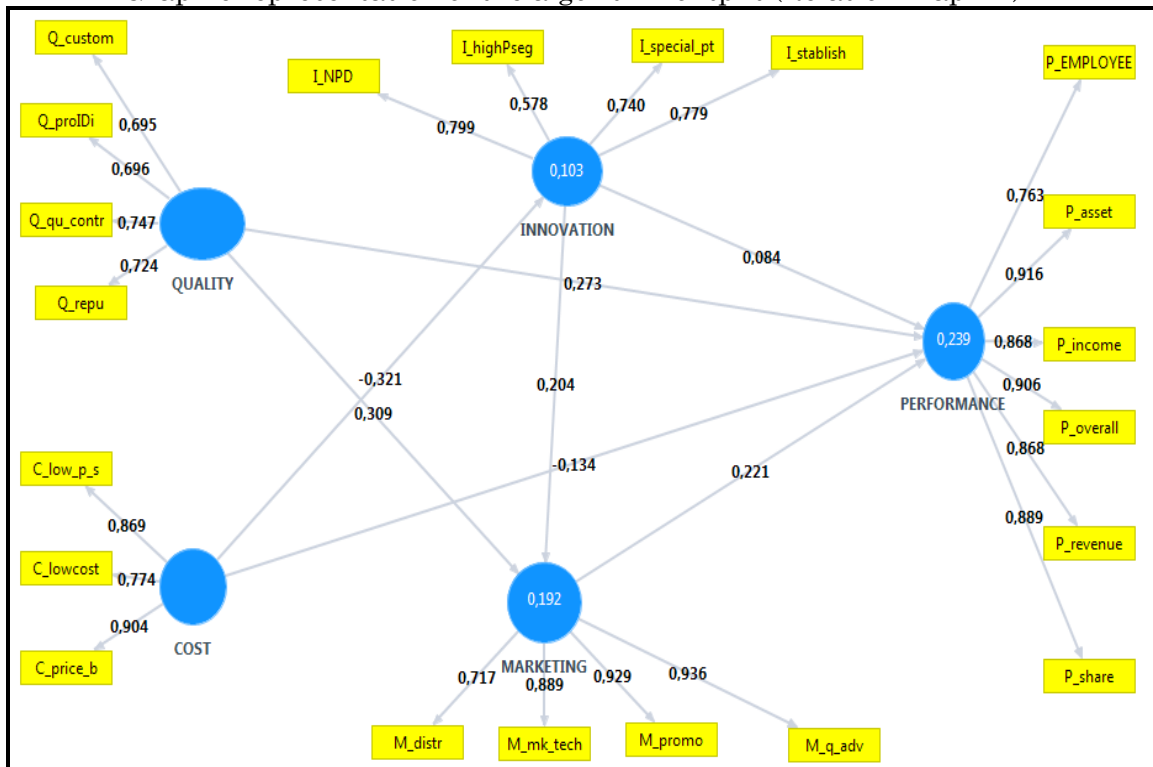 Q_custom
I_highPseg
I_special_pt
I_stablish
P_EMPLOYEE
I_NPD
0,578
0,740
0,779
0,799
Q_proIDi
0,695
0,696
0,103
0,763
P_asset
Q_qu_contr
0,747
INNOVATION
0,724
QUALITY
0,084
0,916
0,273
Q_repu
0,239
0,868
P_income
-0,321
0,204
0,906
PERFORMANCE
0,309
P_overall
0,868
C_low_p_s
-0,134
0,221
0,889
0,869
P_revenue
C_lowcost
0,774
0,192
0,904
COST
C_price_b
MARKETING
0,717
0,889
0,929
0,936
P_share
M_distr
M_mk_tech
M_promo
M_q_adv